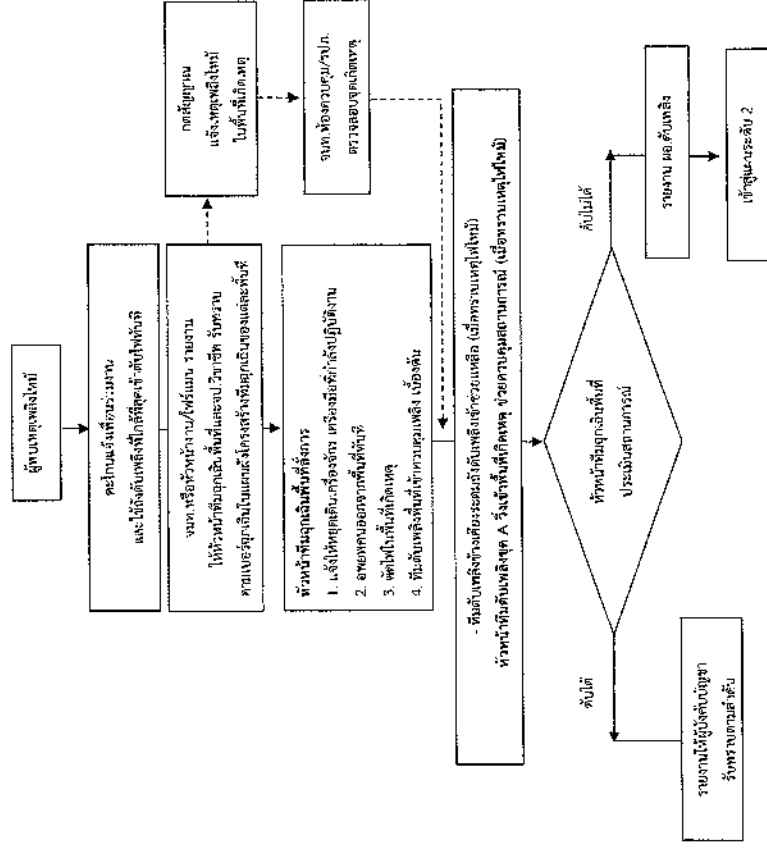 ผู้พบเหตุเพลิงไหม้
ตะโกนแจ้งเพื่อนร่วมงาน
และใช้ถังดับเพลิงที่ใกล้ที่สุดเข้าดับไฟทันที
จนท.หรือหัวหน้างาน/โฟร์แมน รายงาน
ให้หัวหน้าทีมฉุกเฉินพื้นที่และจป.วิชาชีพ รับทราบ
ตามเบอร์ฉุกเฉินในแผนผังโครงสร้างทีมฉุกเฉินของแต่ละพื้นที่
กดสัญญาณ
แจ้งเหตุเพลิงไหม้
ในพื้นที่เกิดเหตุ
จนท.ห้องควบคุม/รปภ.
ตรวจสอบจุดเกิดเหตุ
หัวหน้าทีมฉุกเฉินพื้นที่สั่งการ
1. แจ้งให้หยุดเดินเครื่องจักร เครื่องมือที่กำลังปฏิบัติงาน
2. อพยพคนออกจากพื้นที่ทันที
3. ตัดไฟในพื้นที่เกิดเหตุ
4. ทีมดับเพลิงพื้นที่เข้าควบคุมเพลิง เบื้องต้น
- ทีมดับเพลิงข้างเคียงระดมถังดับเพลิงเข้าช่วยเหลือ (เมื่อทราบเหตุไฟไหม้)
หัวหน้าทีมดับเพลิงชุด A วิ่งเข้าพื้นที่เกิดเหตุ ช่วยควบคุมสถานการณ์ (เมื่อทราบเหตุไฟไหม้)
หัวหน้าทีมฉุกเฉินพื้นที่
ประเมินสถานการณ์
ดับได้
ดับไม่ได้
รายงานให้ผู้บังคับบัญชา
รับทราบตามลำดับ
รายงาน ผอ.ดับเพลิง
เข้าสู่แผนระดับ 2